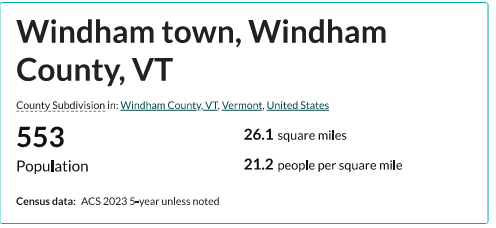 Windham town, Windham
County, VT
County Subdivision in: Windham County, VT, Vermont, United States
553
Population
26.1 square miles
21.2 people per square mile
Census data: ACS 2023 5-year unless noted